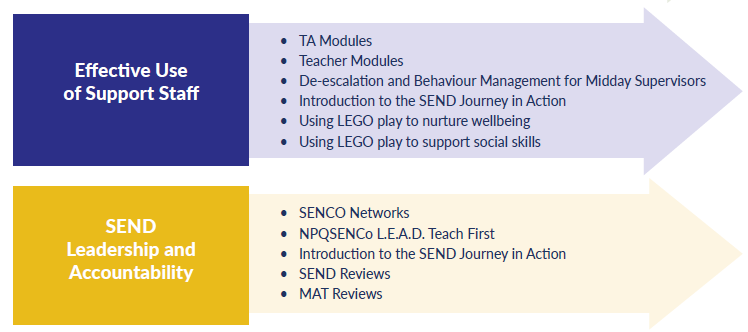 Effective Use
of Support Staff
• TA Modules
• Teacher Modules
• De-escalation and Behaviour Management for Midday Supervisors
• Introduction to the SEND Journey in Action
• Using LEGO play to nurture wellbeing
• Using LEGO play to support social skills
SEND
Leadership and
Accountability
• SENCO Networks
• NPQSENCo L.E.A.D. Teach First
• Introduction to the SEND Journey in Action
• SEND Reviews
• MAT Reviews